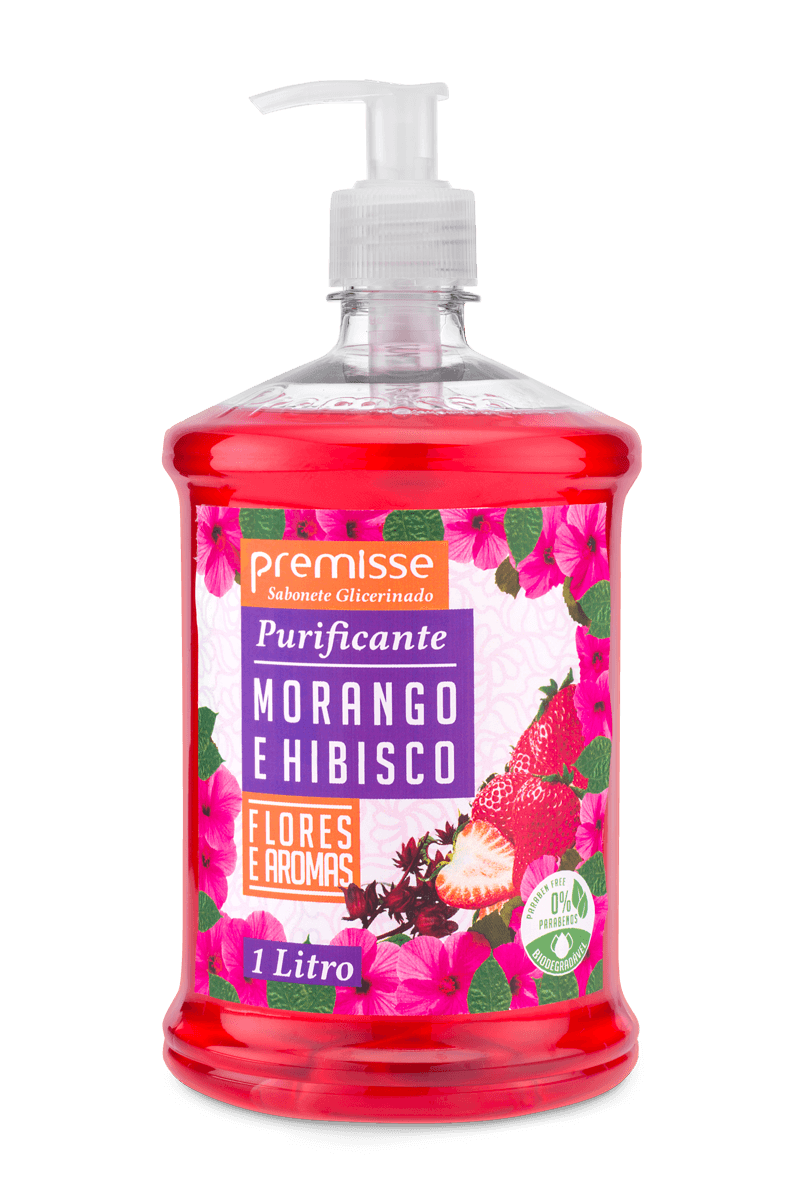 premisse
Sabonete Glicerinado
Purificante
MORANGO
E HIBISCO
FLORES
E AROMAS
1 Litro
PARABEN FREE
0%
PARABENOS
BIODEGRADÁVEL